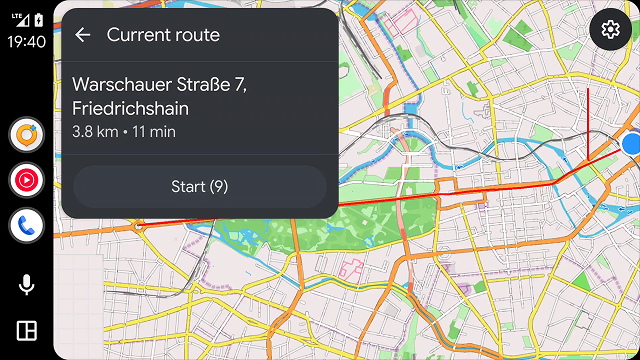 LTE
19:40
Current route
Warschauer Straße 7,
Friedrichshain
3.8 km • 11 min
Start (9)